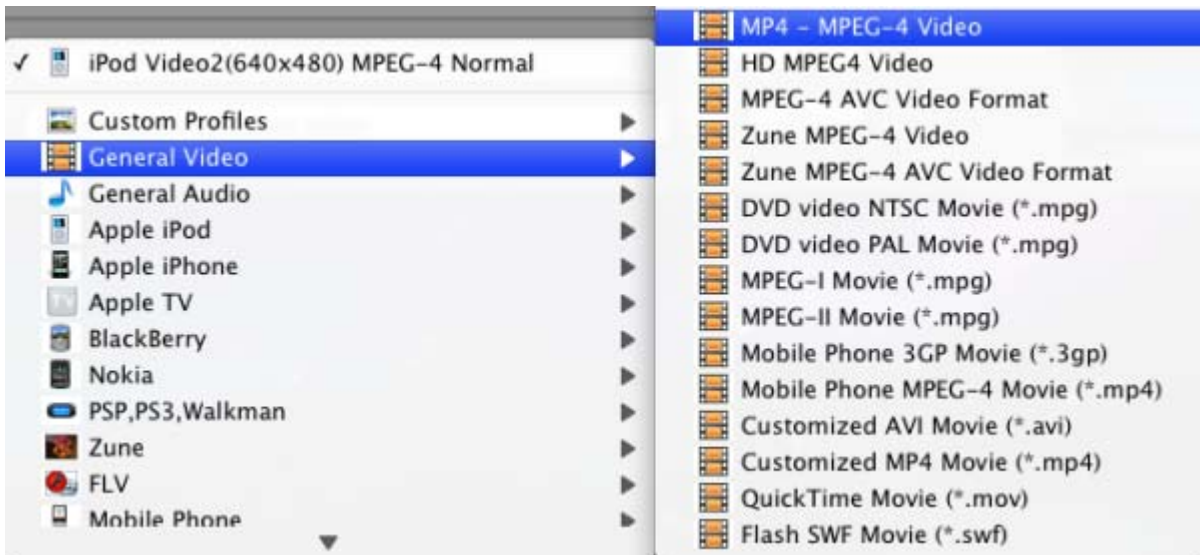 ✓ iPod Video2(640x480) MPEG-4 Normal
Custom Profiles
General Video
General Audio
Apple iPod
Apple iPhone
Apple TV
BlackBerry
Nokia
PSP,PS3,Walkman
Zune
FLV
Mobile Phone
MP4 - MPEG-4 Video
HD MPEG4 Video
MPEG-4 AVC Video Format
Zune MPEG-4 Video
Zune MPEG-4 AVC Video Format
DVD video NTSC Movie (*.mpg)
DVD video PAL Movie (*.mpg)
MPEG-I Movie (*.mpg)
MPEG-II Movie (*.mpg)
Mobile Phone 3GP Movie (*.3gp)
Mobile Phone MPEG-4 Movie (*.mp4)
Customized AVI Movie (*.avi)
Customized MP4 Movie (*.mp4)
QuickTime Movie (*.mov)
Flash SWF Movie (*.swf)